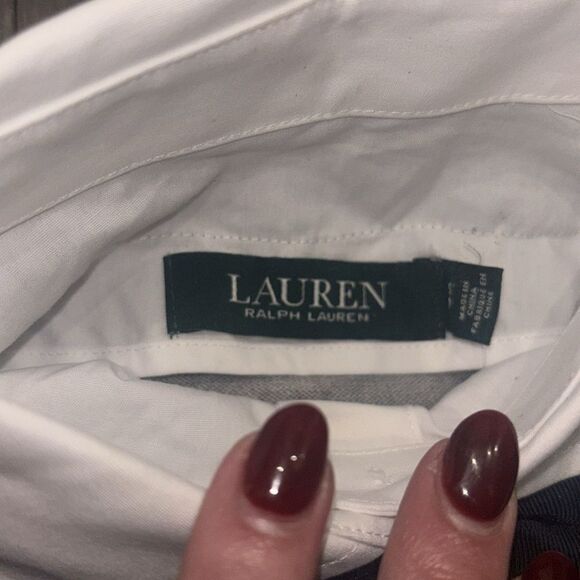 LAUREN
RALPH LAUREN
MADE IN
CHINA
FABRIQUÉ EN
CHINE